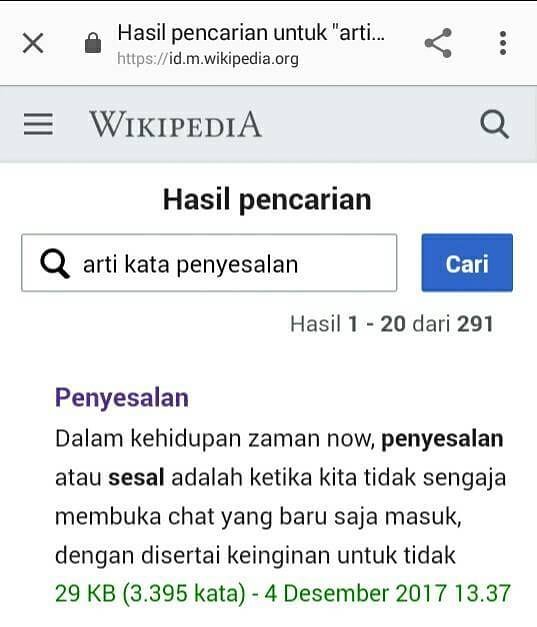 Hasil pencarian untuk "arti...
https://id.m.wikipedia.org
WIKIPEDIA
Hasil pencarian
arti kata penyesalan
Cari
Hasil 1 - 20 dari 291
Penyesalan
Dalam kehidupan zaman now, penyesalan
atau sesal adalah ketika kita tidak sengaja
membuka chat yang baru saja masuk,
dengan disertai keinginan untuk tidak
29 KB (3.395 kata) - 4 Desember 2017 13.37